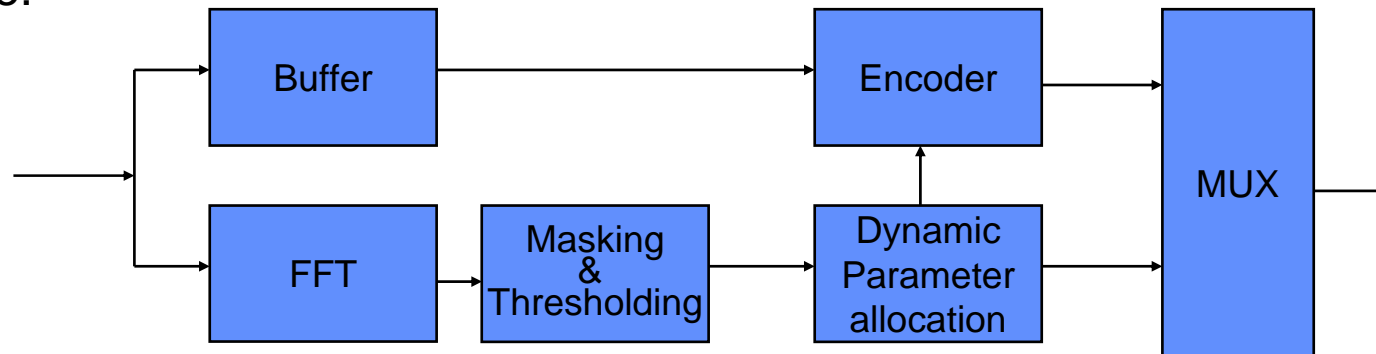 Buffer
Encoder
MUX
FFT
Masking
&
Thresholding
Dynamic
Parameter
allocation